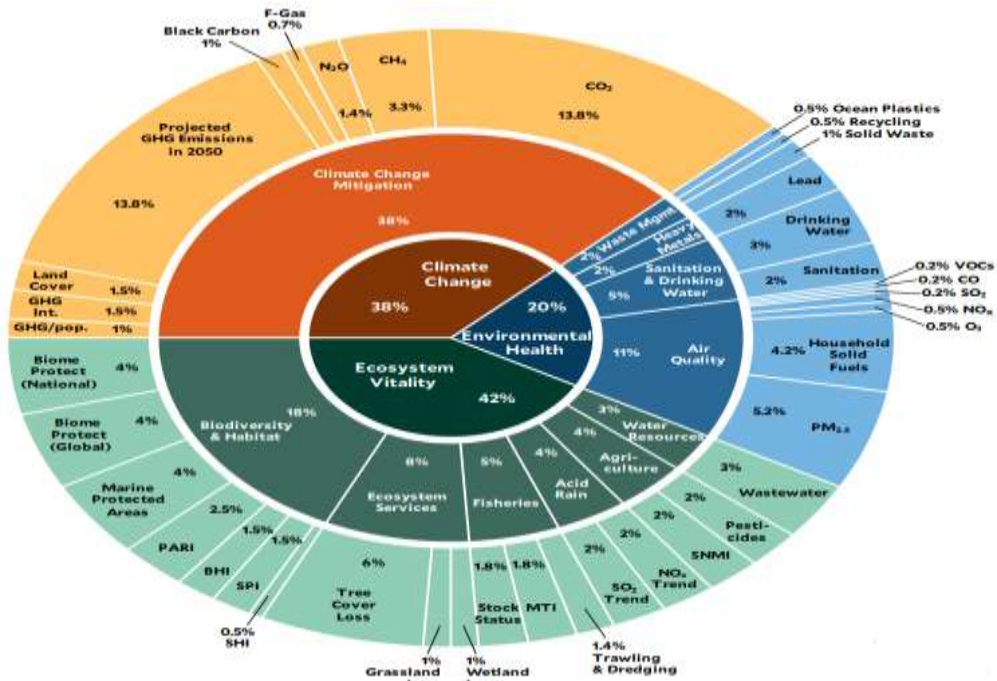 F-Gas
0.7%
Black Carbon
1%
N₂O
1.4%
CH₄
3.3%
CO₂
13.8%
Projected
GHG Emissions
in 2050
13.8%
Land
Cover
1.5%
GHG
Int.
1.5%
GHG/pop.
1%
Climate Change
Mitigation
38%
Climate
Change
38%
0.5% Ocean Plastics
0.5% Recycling
1% Solid Waste
Lead
2%
Drinking
Water
3%
Sanitation
2%
0.2% VOCs
0.2% CO
0.2% SO₂
0.5% NOₓ
0.5% O₃
4.2% Household
Solid
Fuels
5.2%
PM₂.₅
2% Waste Mgmt
Heavy
Metals
2%
Sanitation
& Drinking
Water
5%
11% Air
Quality
20%
Environmental
Health
Ecosystem
Vitality
42%
18%
Biodiversity
& Habitat
8%
Ecosystem
Services
5%
Fisheries
4%
Acid
Rain
4%
Agri-
culture
3%
Water
Resources
Biome
Protect
(National)
4%
Biome
Protect
(Global)
4%
Marine
Protected
Areas
4%
PARI
2.5%
BHI
1.5%
SPI
1.5%
0.5%
SHI
6%
Tree
Cover
Loss
1%
Grassland
1%
Wetland
1.8%
Stock
Status
1.8%
MTI
1.4%
Trawling
& Dredging
2%
SO₂
Trend
2%
NOₓ
Trend
2%
SNMI
2%
Pesti-
cides
3%
Wastewater